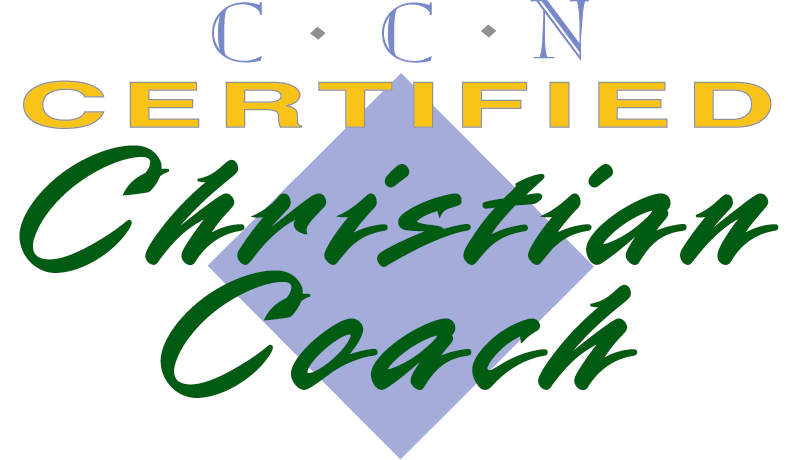 C · C · N
CERTIFIED
Christian
Coach